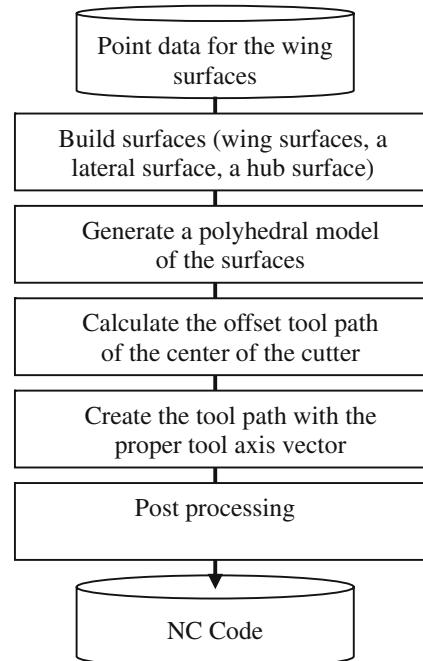 Point data for the wing
surfaces
Build surfaces (wing surfaces, a
lateral surface, a hub surface)
Generate a polyhedral model
of the surfaces
Calculate the offset tool path
of the center of the cutter
Create the tool path with the
proper tool axis vector
Post processing
NC Code